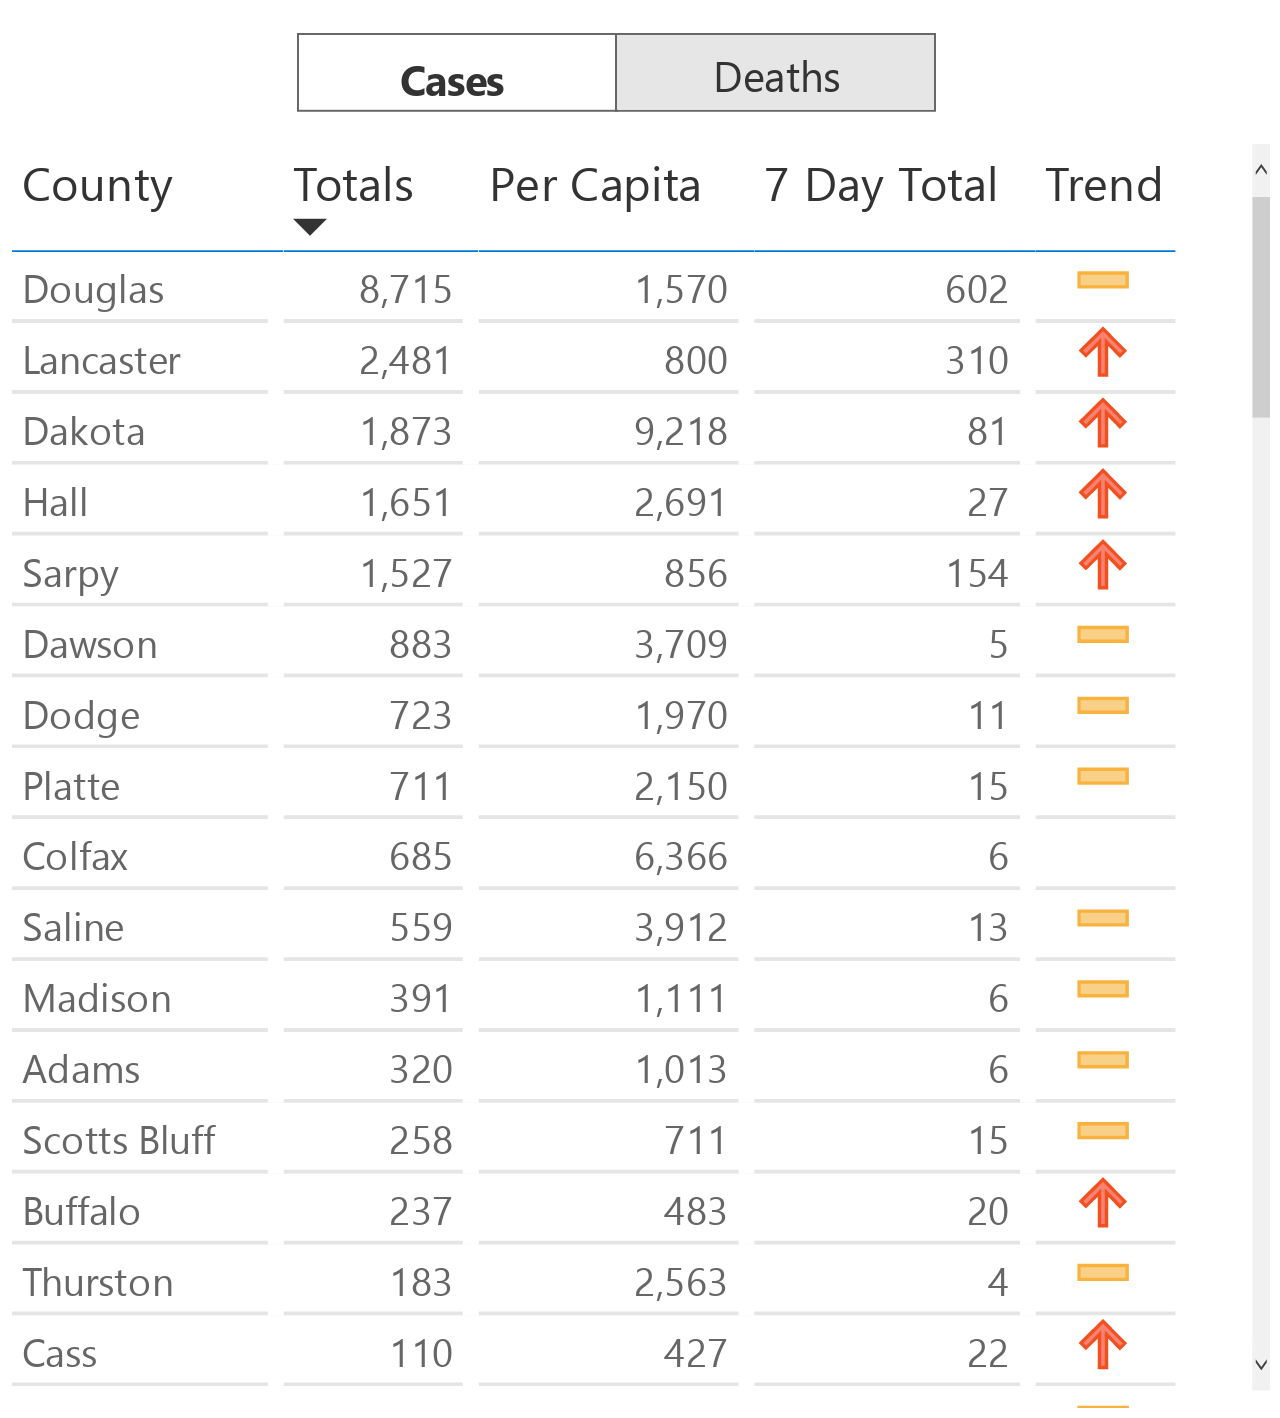 Cases Deaths
County Totals Per Capita 7 Day Total Trend
Douglas 8,715 1,570 602
Lancaster 2,481 800 310
Dakota 1,873 9,218 81
Hall 1,651 2,691 27
Sarpy 1,527 856 154
Dawson 883 3,709 5
Dodge 723 1,970 11
Platte 711 2,150 15
Colfax 685 6,366 6
Saline 559 3,912 13
Madison 391 1,111 6
Adams 320 1,013 6
Scotts Bluff 258 711 15
Buffalo 237 483 20
Thurston 183 2,563 4
Cass 110 427 22